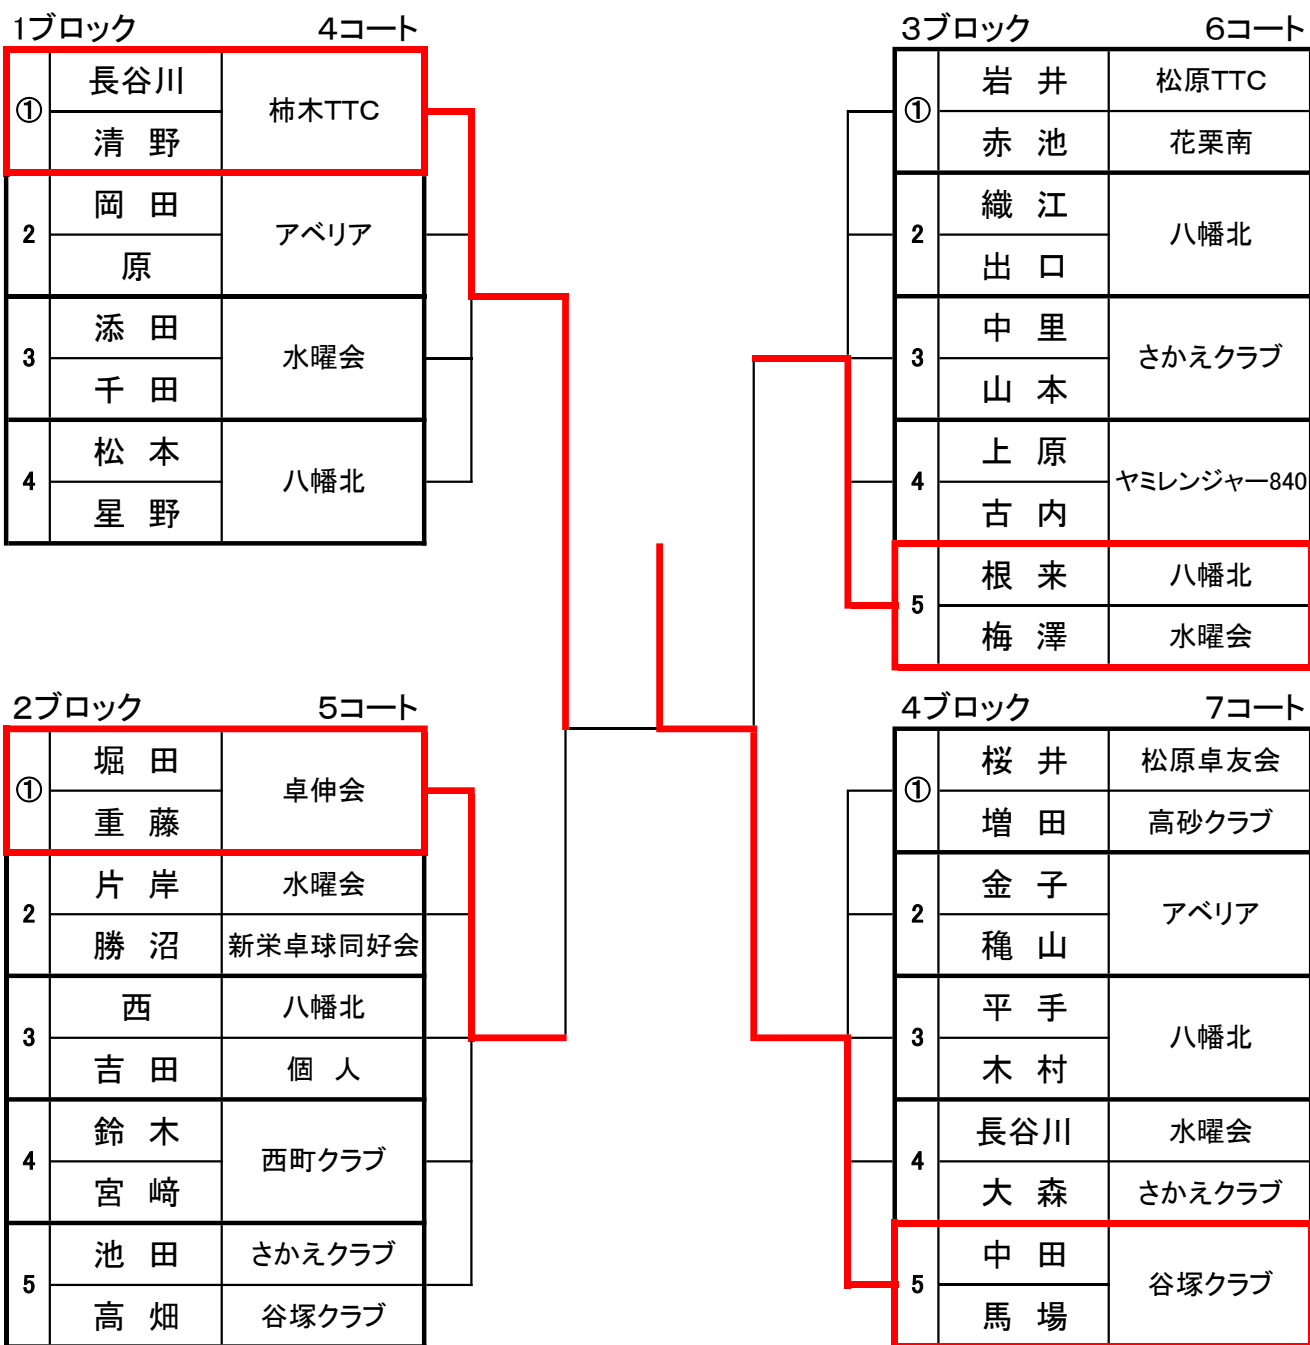 1ブロック 4コート
① 長谷川 柿木TTC
清 野
2 岡 田 アベリア
原
3 添 田 水曜会
千 田
4 松 本 八幡北
星 野
2ブロック 5コート
① 堀 田 卓伸会
重 藤
2 片 岸 水曜会
勝 沼 新栄卓球同好会
3 西 八幡北
吉 田 個 人
4 鈴 木 西町クラブ
宮 﨑
5 池 田 さかえクラブ
高 畑 谷塚クラブ
3ブロック 6コート
① 岩 井 松原TTC
赤 池 花栗南
2 織 江 八幡北
出 口
3 中 里 さかえクラブ
山 本
4 上 原 ヤミレンジャー840
古 内
5 根 来 八幡北
梅 澤 水曜会
4ブロック 7コート
① 桜 井 松原卓友会
増 田 高砂クラブ
2 金 子 アベリア
穐 山
3 平 手 八幡北
木 村
4 長谷川 水曜会
大 森 さかえクラブ
5 中 田 谷塚クラブ
馬 場